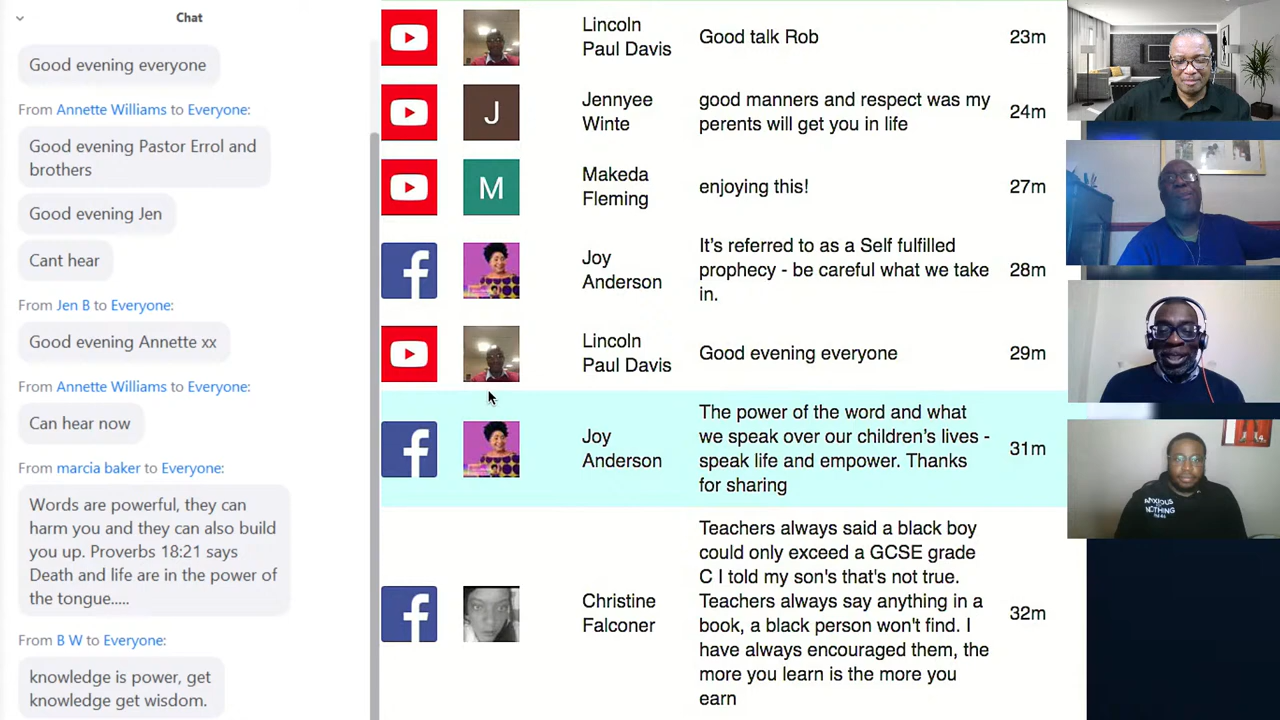 Chat
Good evening everyone
From Annette Williams to Everyone:
Good evening Pastor Errol and
brothers
Good evening Jen
Cant hear
From Jen B to Everyone:
Good evening Annette xx
From Annette Williams to Everyone:
Can hear now
From marcia baker to Everyone:
Words are powerful, they can
harm you and they can also build
you up. Proverbs 18:21 says
Death and life are in the power of
the tongue.....
From B W to Everyone:
knowledge is power, get
knowledge get wisdom.
Lincoln
Paul Davis
Good talk Rob
23m
J
Jennyee
Winte
good manners and respect was my
perents will get you in life
24m
M
Makeda
Fleming
enjoying this!
27m
Joy
Anderson
It's referred to as a Self fulfilled
prophecy - be careful what we take
in.
28m
Lincoln
Paul Davis
Good evening everyone
29m
Joy
Anderson
The power of the word and what
we speak over our children's lives -
speak life and empower. Thanks
for sharing
31m
Christine
Falconer
Teachers always said a black boy
could only exceed a GCSE grade
C I told my son's that's not true.
Teachers always say anything in a
book, a black person won't find. I
have always encouraged them, the
more you learn is the more you
earn
32m
ANXIOUS
NOTHING